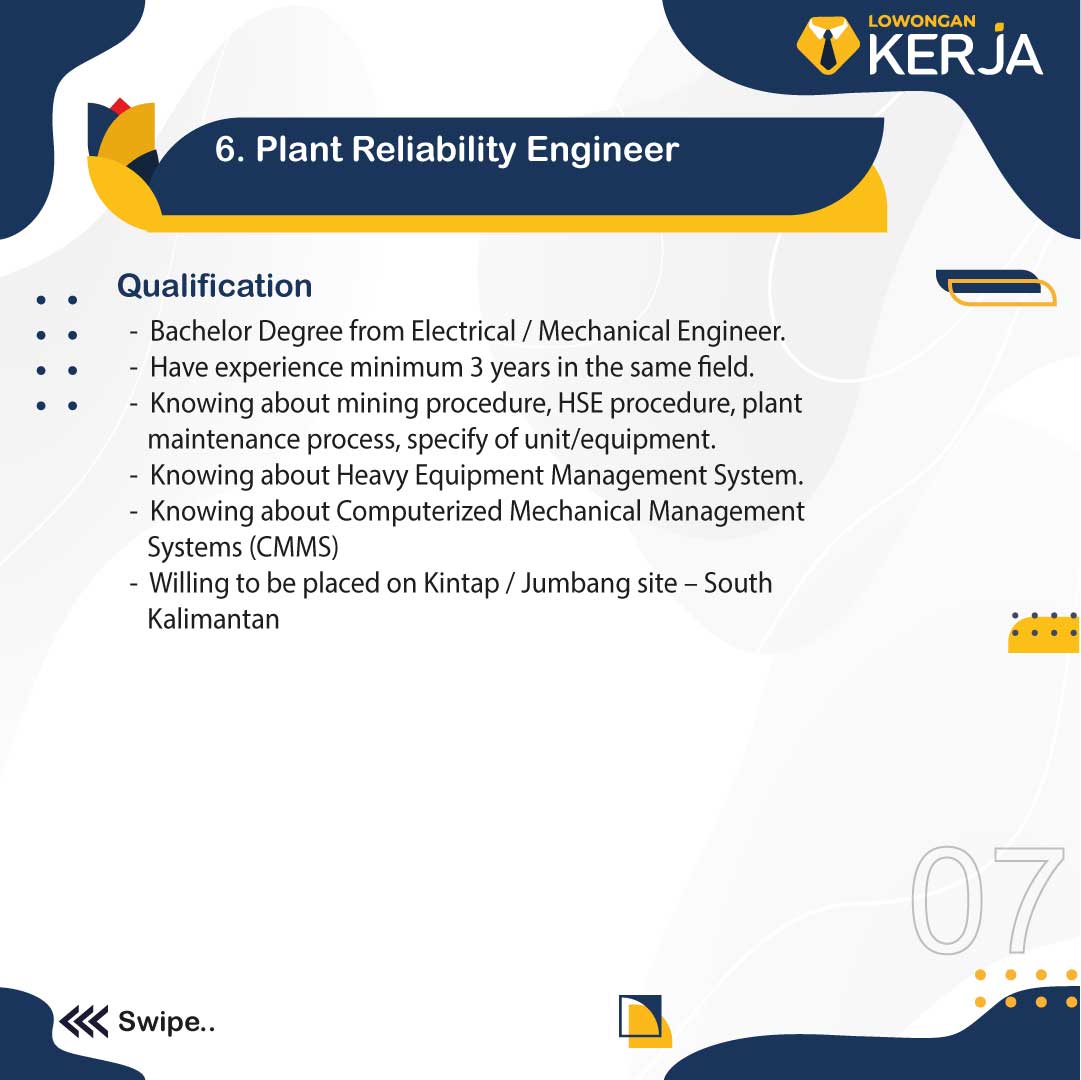 LOWONGAN
KERJA
6. Plant Reliability Engineer
Qualification
- Bachelor Degree from Electrical / Mechanical Engineer.
- Have experience minimum 3 years in the same field.
- Knowing about mining procedure, HSE procedure, plant
maintenance process, specify of unit/equipment.
- Knowing about Heavy Equipment Management System.
- Knowing about Computerized Mechanical Management
Systems (CMMS)
- Willing to be placed on Kintap / Jumbang site – South
Kalimantan
07
Swipe..